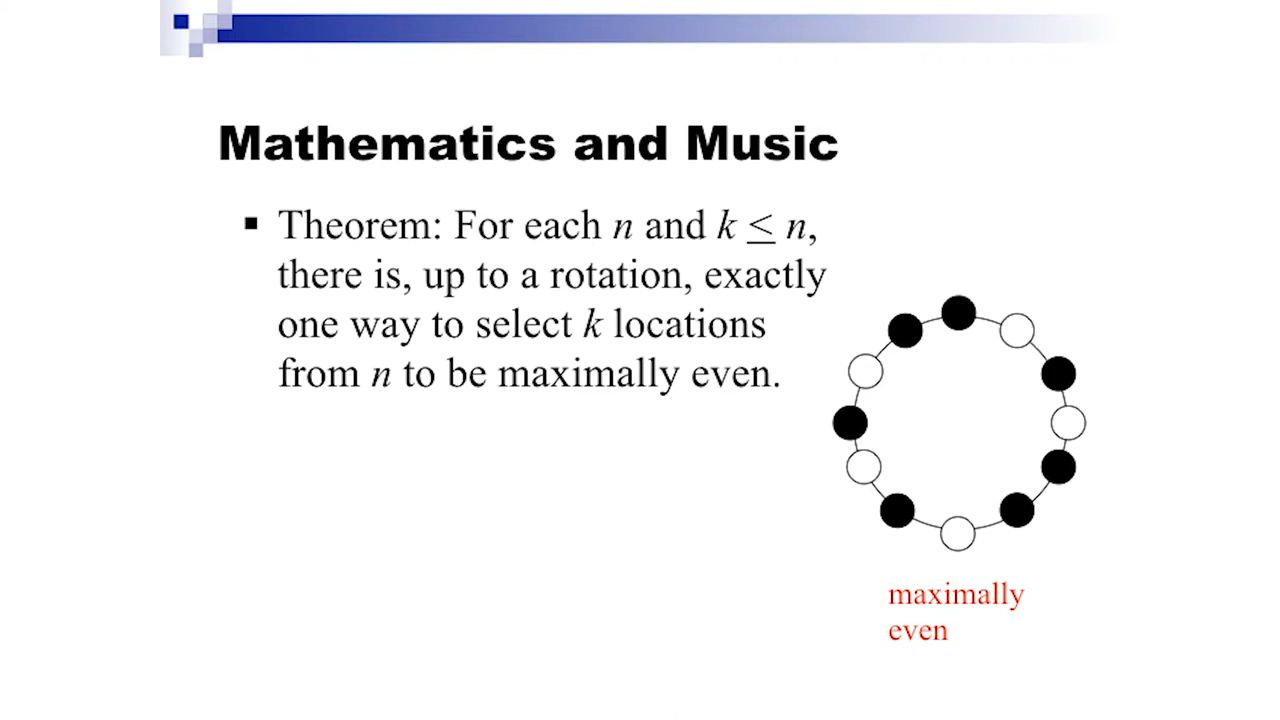 Mathematics and Music
Theorem: For each n and k ≤ n,
there is, up to a rotation, exactly
one way to select k locations
from n to be maximally even.
maximally
even